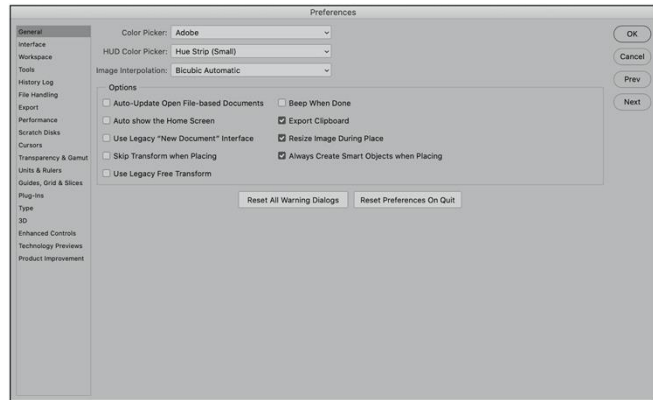 Preferences
General
Interface
Workspace
Tools
History Log
File Handling
Export
Performance
Scratch Disks
Cursors
Transparency & Gamut
Units & Rulers
Guides, Grid & Slices
Plug-Ins
Type
3D
Enhanced Controls
Technology Previews
Product Improvement
Color Picker: Adobe
HUD Color Picker: Hue Strip (Small)
Image Interpolation: Bicubic Automatic
Options
Auto-Update Open File-based Documents
Auto show the Home Screen
Use Legacy “New Document” Interface
Skip Transform when Placing
Use Legacy Free Transform
Beep When Done
Export Clipboard
Resize Image During Place
Always Create Smart Objects when Placing
Reset All Warning Dialogs
Reset Preferences On Quit
OK
Cancel
Prev
Next